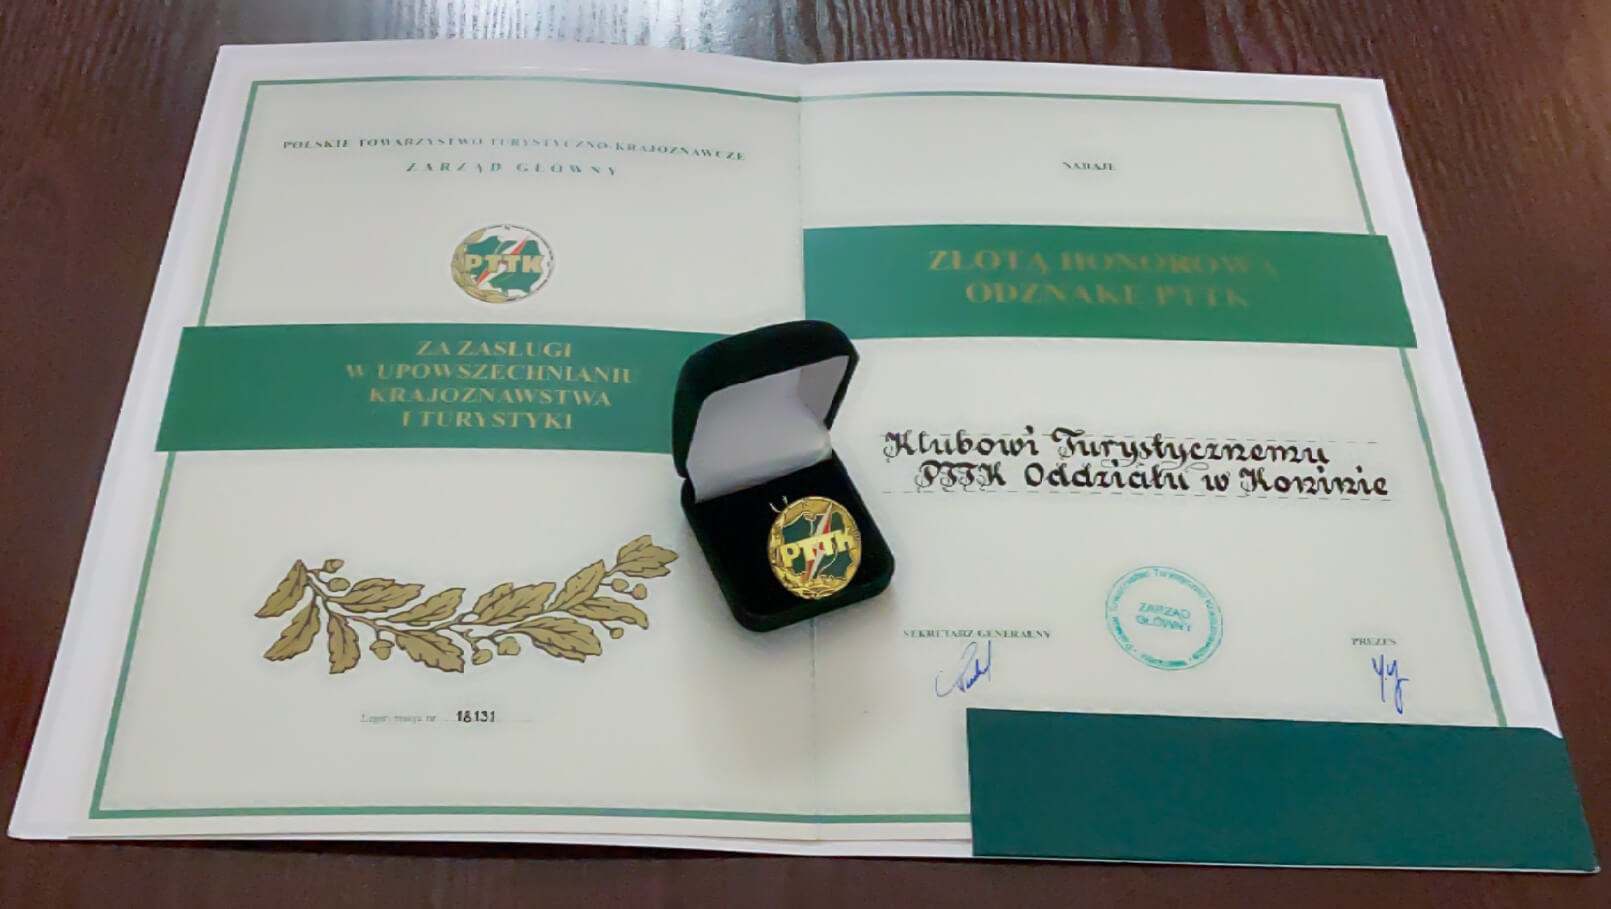 POLSKIE TOWARZYSTWO TURYSTYCZNO-KRAJOZNAWCZE
ZARZĄD GŁÓWNY
PTTK
ZA ZASŁUGI
W UPOWSZECHNIANIU
KRAJOZNAWSTWA
I TURYSTYKI
nr 18131
NADAJE
ZŁOTĄ HONOROWĄ
ODZNAKĘ PTTK
Klubowi Turystycznemu
PTTK Oddziału w Koninie
PTTK
SEKRETARZ GENERALNY
ZARZĄD
GŁÓWNY
PREZES